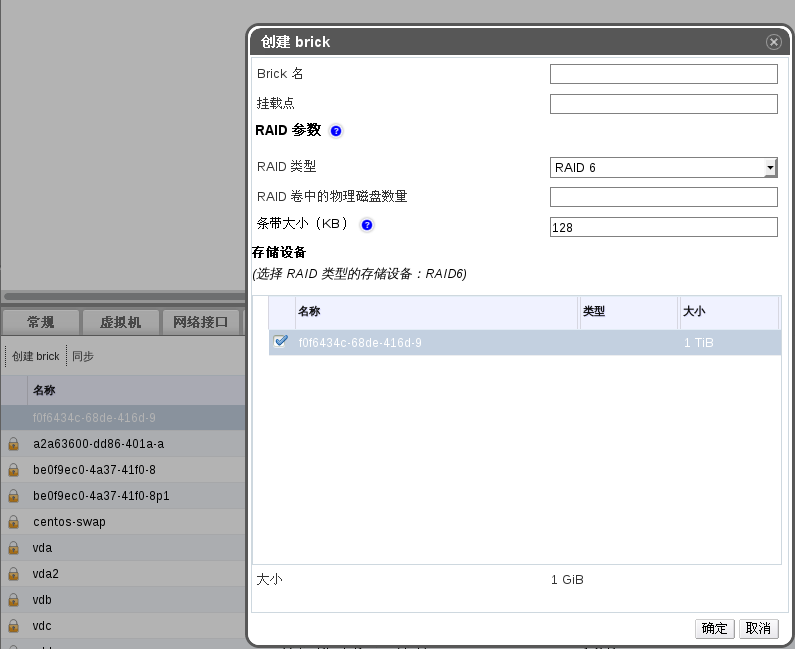 创建 brick
Brick 名
挂载点
RAID 参数
RAID 类型 RAID 6
RAID 卷中的物理磁盘数量
条带大小（KB） 128
存储设备
(选择 RAID 类型的存储设备：RAID6)
名称 类型 大小
f0f6434c-68de-416d-9 1 TiB
大小 1 GiB
确定 取消
常规 虚拟机 网络接口
创建 brick 同步
名称
f0f6434c-68de-416d-9
a2a63600-dd86-401a-a
be0f9ec0-4a37-41f0-8
be0f9ec0-4a37-41f0-8p1
centos-swap
vda
vda2
vdb
vdc